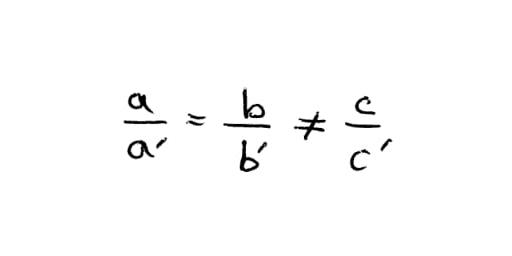 a/a' = b/b' ≠ c/c'